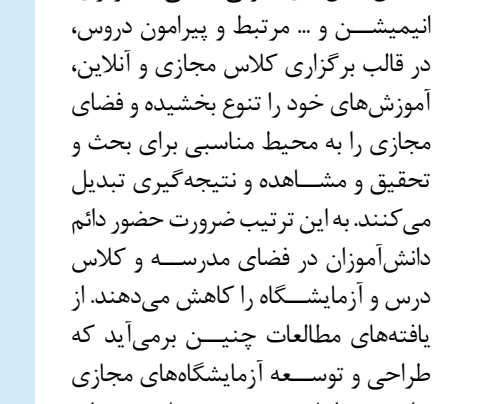 انیمیشن و ... مرتبط و پیرامون دروس،
در قالب برگزاری کلاس مجازی و آنلاین،
آموزش‌های خود را تنوع بخشیده و فضای
مجازی را به محیط مناسبی برای بحث و
تحقیق و مشاهده و نتیجه‌گیری تبدیل
می‌کنند. به این ترتیب ضرورت حضور دائم
دانش‌آموزان در فضای مدرسه و کلاس
درس و آزمایشگاه را کاهش می‌دهند. از
یافته‌های مطالعات چنین برمی‌آید که
طراحی و توسعه آزمایشگاه‌های مجازی